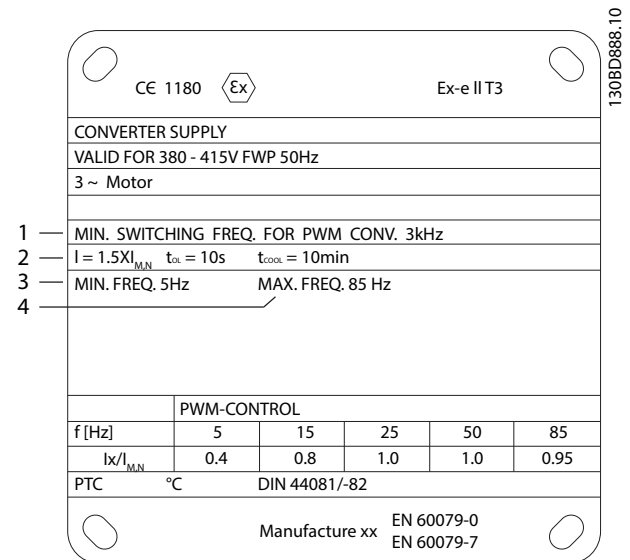 130BD888.10
CE 1180 Ex Ex-e ll T3
CONVERTER SUPPLY
VALID FOR 380 - 415V FWP 50Hz
3 ~ Motor
1 MIN. SWITCHING FREQ. FOR PWM CONV. 3kHz
2 l = 1.5XIM,N tOL = 10s tCOOL = 10min
3 MIN. FREQ. 5Hz MAX. FREQ. 85 Hz
4
PWM-CONTROL
f [Hz] 5 15 25 50 85
Ix/IM,N 0.4 0.8 1.0 1.0 0.95
PTC °C DIN 44081/-82
Manufacture xx EN 60079-0
EN 60079-7